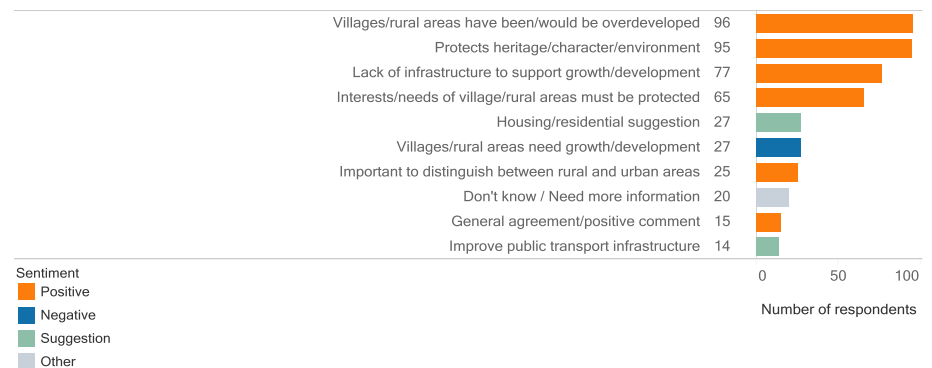 Villages/rural areas have been/would be overdeveloped 96
Protects heritage/character/environment 95
Lack of infrastructure to support growth/development 77
Interests/needs of village/rural areas must be protected 65
Housing/residential suggestion 27
Villages/rural areas need growth/development 27
Important to distinguish between rural and urban areas 25
Don't know / Need more information 20
General agreement/positive comment 15
Improve public transport infrastructure 14
0 50 100
Number of respondents
Sentiment
Positive
Negative
Suggestion
Other